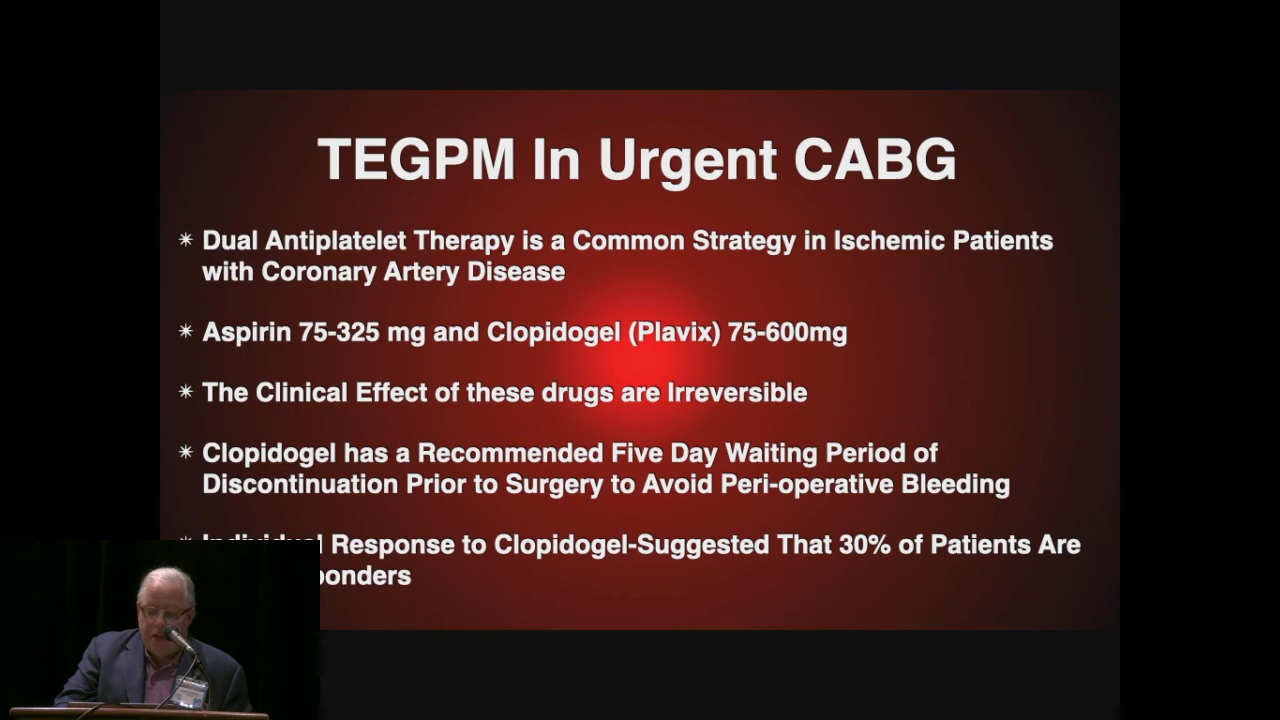 TEGPM In Urgent CABG
✴ Dual Antiplatelet Therapy is a Common Strategy in Ischemic Patients
with Coronary Artery Disease
✴ Aspirin 75-325 mg and Clopidogel (Plavix) 75-600mg
✴ The Clinical Effect of these drugs are Irreversible
✴ Clopidogel has a Recommended Five Day Waiting Period of
Discontinuation Prior to Surgery to Avoid Peri-operative Bleeding
✴ Individual Response to Clopidogel-Suggested That 30% of Patients Are
ponders